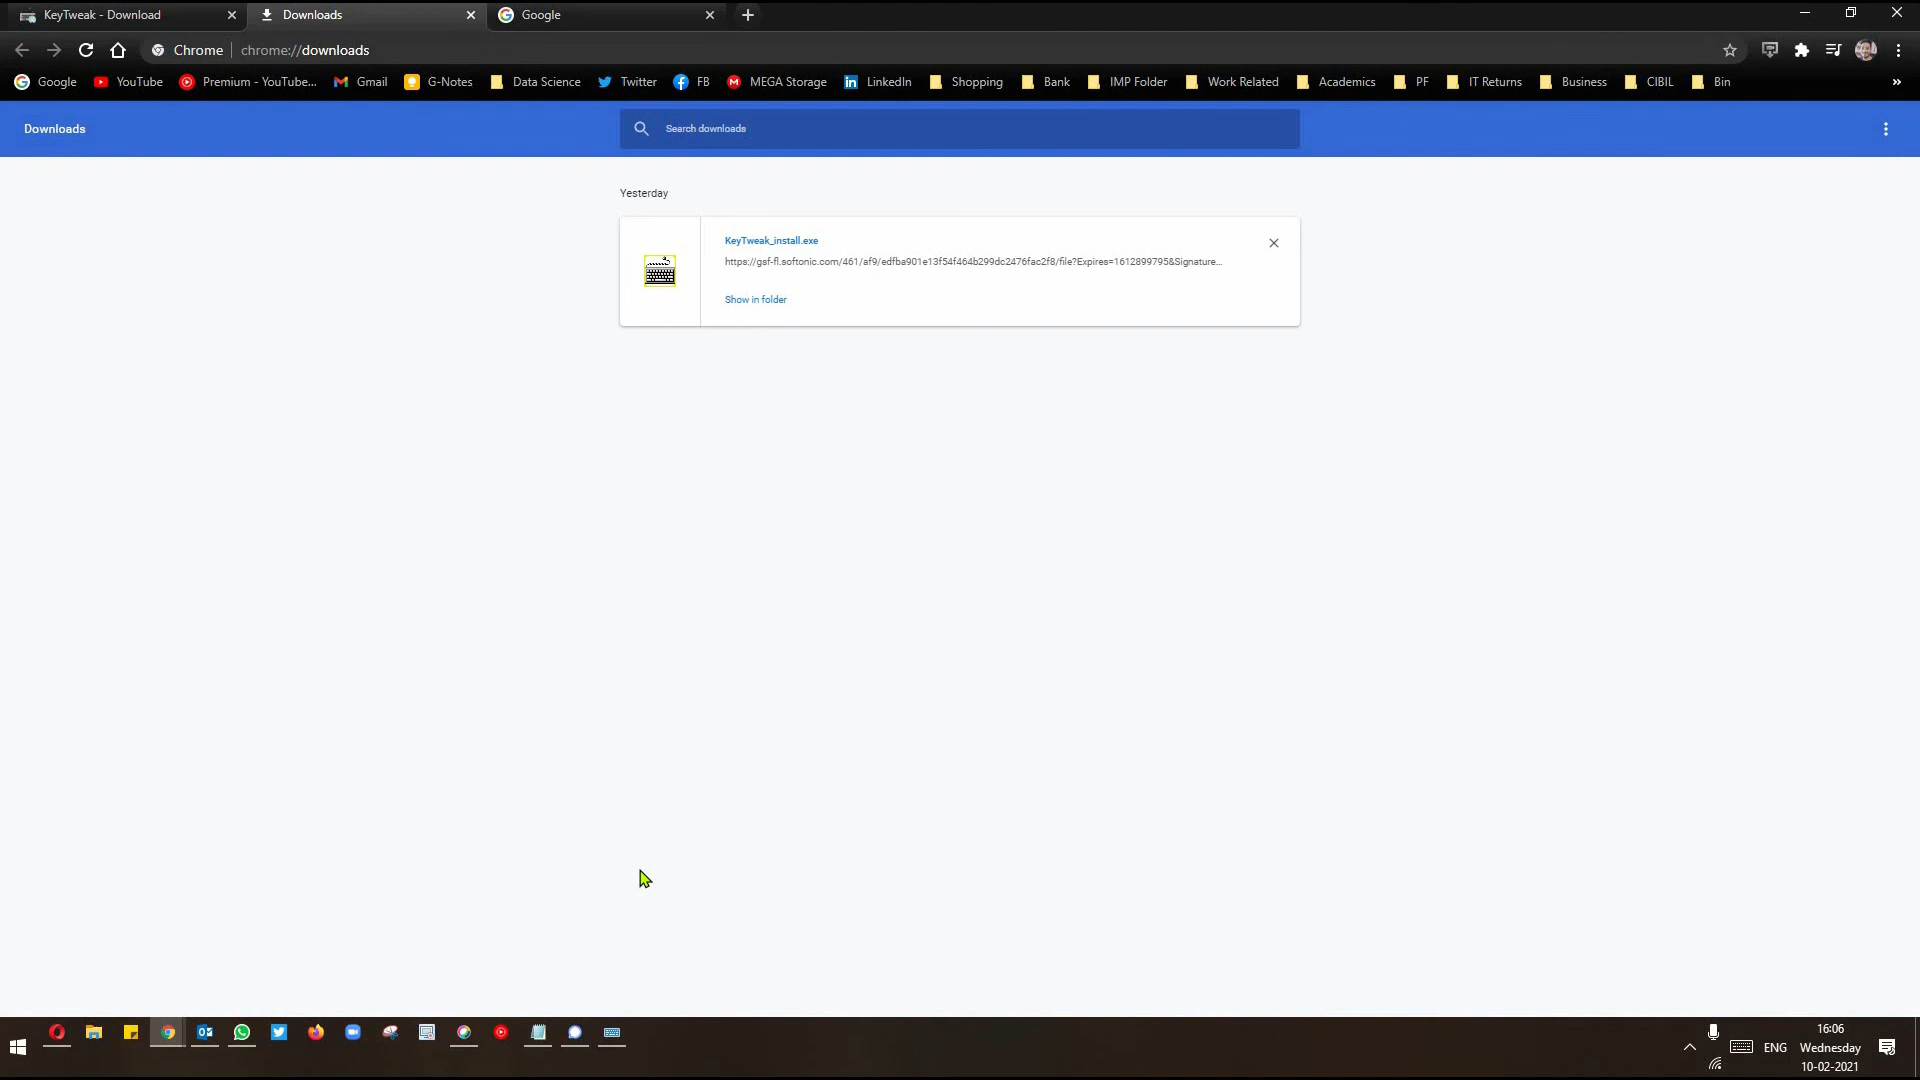 KeyTweak - Download
Downloads
Google
Chrome
chrome://downloads
Google
YouTube
Premium - YouTube...
Gmail
G-Notes
Data Science
Twitter
FB
MEGA Storage
LinkedIn
Shopping
Bank
IMP Folder
Work Related
Academics
PF
IT Returns
Business
CIBIL
Bin
»
Downloads
Search downloads
Yesterday
KeyTweak_install.exe
https://gsf-fl.softonic.com/461/af9/edfba901e13f54f464b299dc2476fac2f8/file?Expires=1612899795&Signature...
Show in folder
16:06
ENG Wednesday
10-02-2021